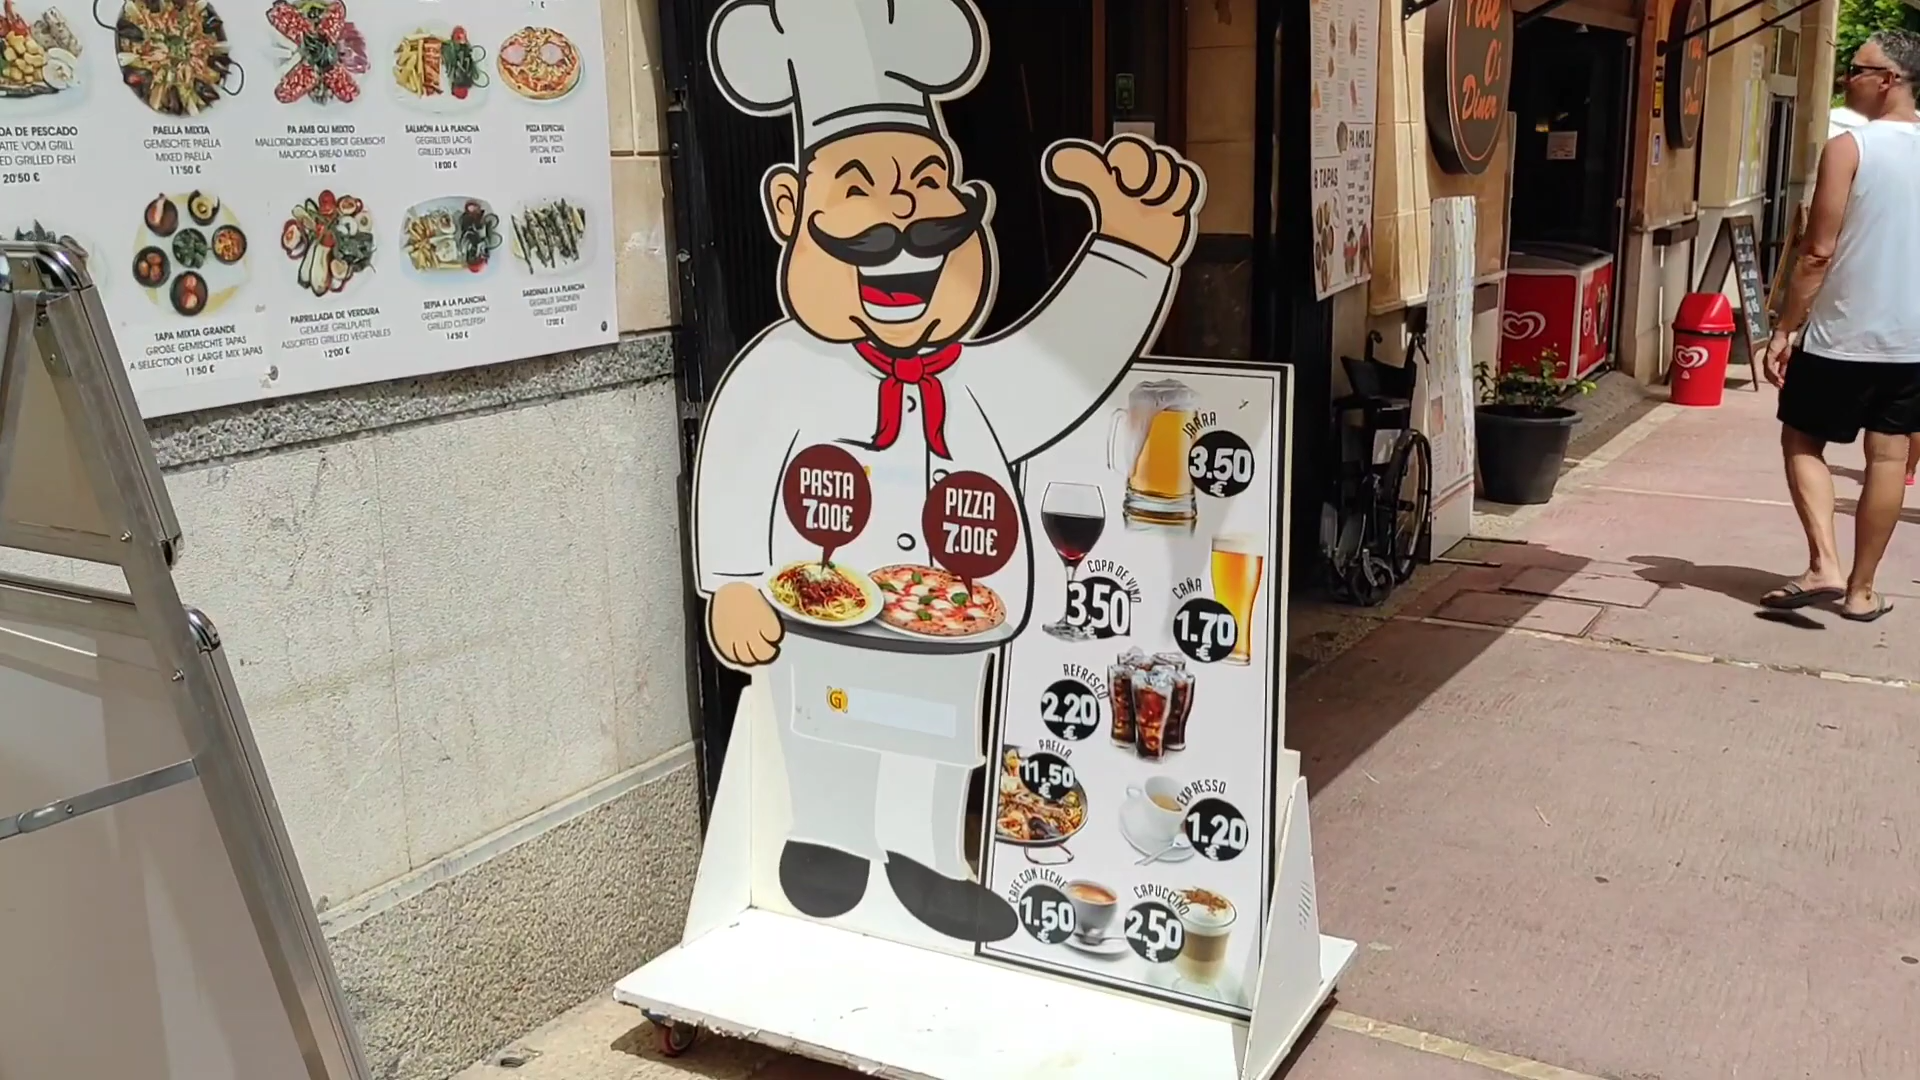 DA DE PESCADO
ATTE VOM GRILL
ED GRILLED FISH
20'50 €
PAELLA MIXTA
GEMISCHTE PAELLA
MIXED PAELLA
11'50 €
PA AMB OLI MIXTO
MALLORQUINISCHES BROT GEMISCHT
MAJORCA BREAD MIXED
11'50 €
SALMÓN A LA PLANCHA
GEGRILLTER LACHS
GRILLED SALMON
18'00 €
PIZZA ESPECIAL
SPEZIAL PIZZA
SPECIAL PIZZA
TAPA MIXTA GRANDE
GROßE GEMISCHTE TAPAS
A SELECTION OF LARGE MIX TAPAS
11'50 €
PARRILLADA DE VERDURA
GEMÜSE GRILLPLATTE
ASSORTED GRILLED VEGETABLES
12'00 €
SEPIA A LA PLANCHA
GEGRILLTE TINTENFISCH
GRILLED CUTTLEFISH
14'50 €
SARDINAS A LA PLANCHA
GEGRILLTE SARDINEN
GRILLED SARDINES
12'00 €
PASTA
7.00€
PIZZA
7.00€
G
JARRA
3.50
€
COPA DE VINO
3.50
€
CAÑA
1.70
€
REFRESCO
2.20
€
PAELLA
11.50
€
EXPRESSO
1.20
€
CAFE CON LECHE
1.50
€
CAPUCCINO
2.50
€
PA AMB OLI
6 TAPAS
O's
Diner